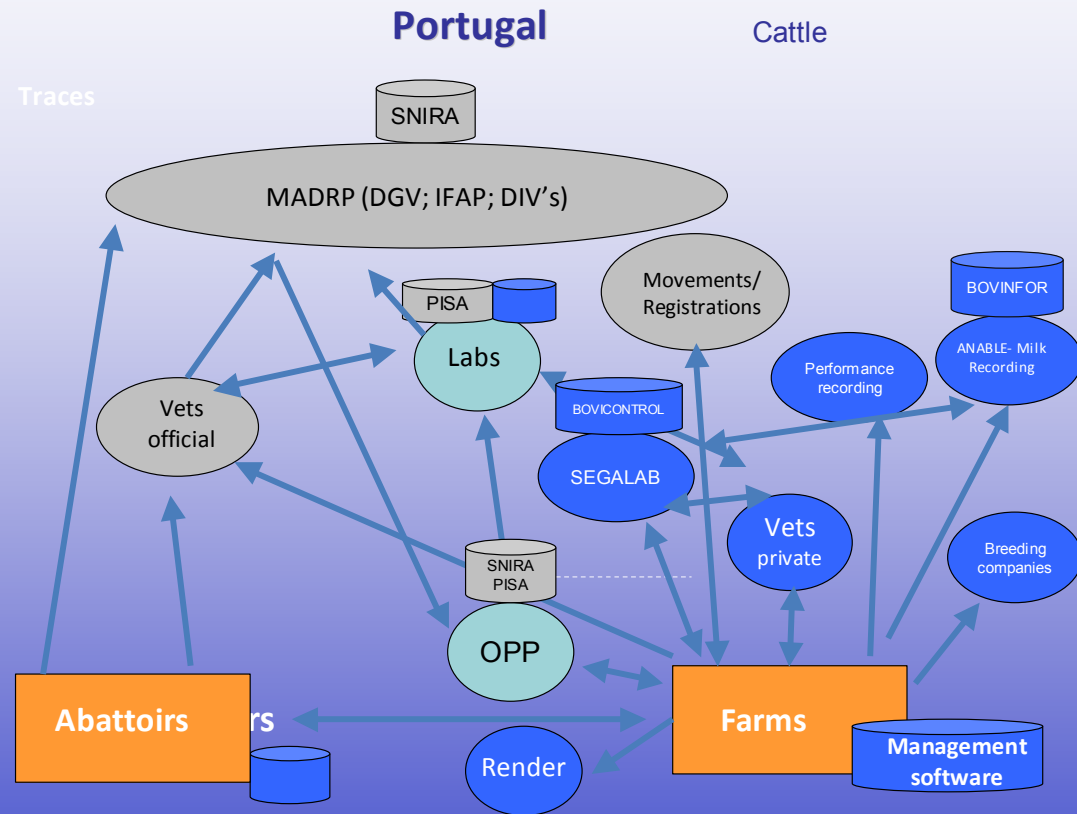 Portugal
Cattle
Traces
SNIRA
MADRP (DGV; IFAP; DIV’s)
Movements/
Registrations
BOVINFOR
PISA
Labs
ANABLE- Milk
Recording
Performance
recording
Vets
official
BOVICONTROL
SEGALAB
Vets
private
Breeding
companies
SNIRA
PISA
OPP
Abattoirs
rs
Farms
Management
software
Render